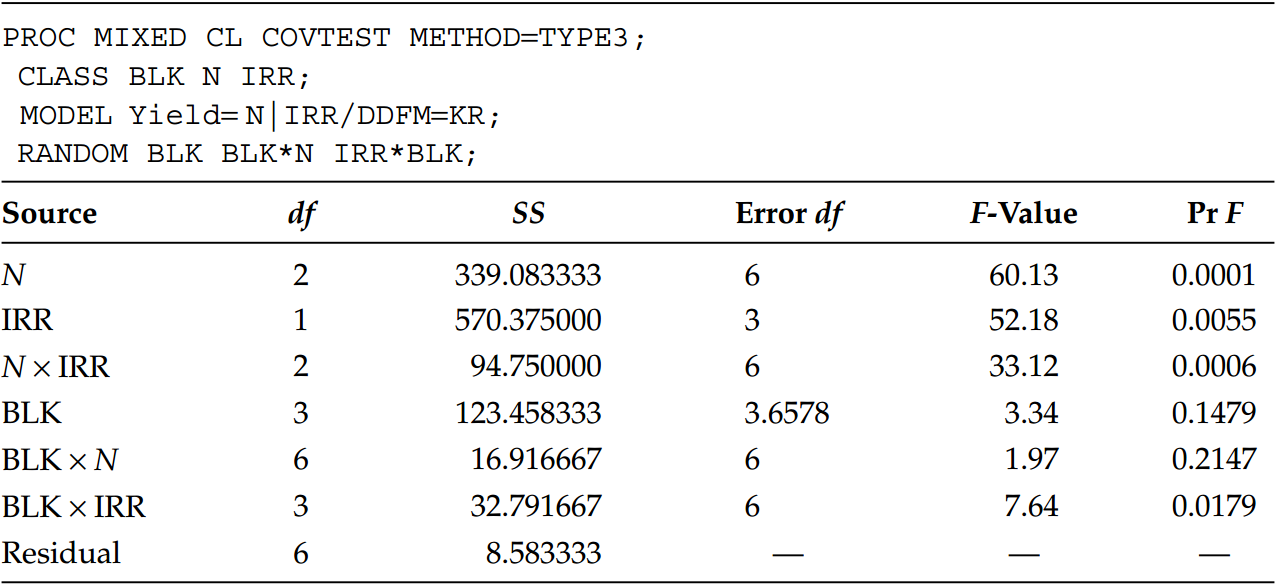 PROC MIXED CL COVTEST METHOD=TYPE3;
CLASS BLK N IRR;
MODEL Yield= N|IRR/DDFM=KR;
RANDOM BLK BLK*N IRR*BLK;
Source df SS Error df F-Value Pr F
N 2 339.083333 6 60.13 0.0001
IRR 1 570.375000 3 52.18 0.0055
N × IRR 2 94.750000 6 33.12 0.0006
BLK 3 123.458333 3.6578 3.34 0.1479
BLK × N 6 16.916667 6 1.97 0.2147
BLK × IRR 3 32.791667 6 7.64 0.0179
Residual 6 8.583333 — — —